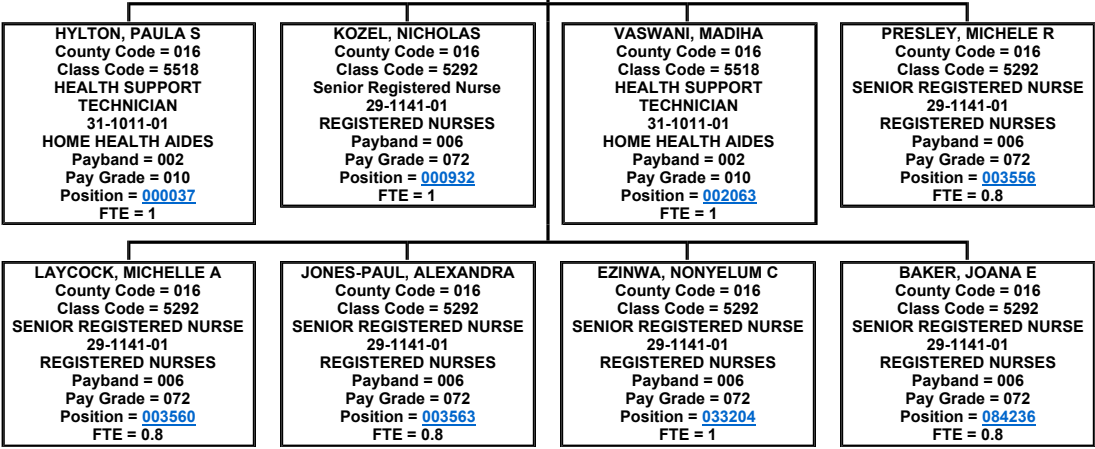 HYLTON, PAULA S
County Code = 016
Class Code = 5518
HEALTH SUPPORT
TECHNICIAN
31-1011-01
HOME HEALTH AIDES
Payband = 002
Pay Grade = 010
Position = 000037
FTE = 1
KOZEL, NICHOLAS
County Code = 016
Class Code = 5292
Senior Registered Nurse
29-1141-01
REGISTERED NURSES
Payband = 006
Pay Grade = 072
Position = 000932
FTE = 1
VASWANI, MADIHA
County Code = 016
Class Code = 5518
HEALTH SUPPORT
TECHNICIAN
31-1011-01
HOME HEALTH AIDES
Payband = 002
Pay Grade = 010
Position = 002063
FTE = 1
PRESLEY, MICHELE R
County Code = 016
Class Code = 5292
SENIOR REGISTERED NURSE
29-1141-01
REGISTERED NURSES
Payband = 006
Pay Grade = 072
Position = 003556
FTE = 0.8
LAYCOCK, MICHELLE A
County Code = 016
Class Code = 5292
SENIOR REGISTERED NURSE
29-1141-01
REGISTERED NURSES
Payband = 006
Pay Grade = 072
Position = 003560
FTE = 0.8
JONES-PAUL, ALEXANDRA
County Code = 016
Class Code = 5292
SENIOR REGISTERED NURSE
29-1141-01
REGISTERED NURSES
Payband = 006
Pay Grade = 072
Position = 003563
FTE = 0.8
EZINWA, NONYELUM C
County Code = 016
Class Code = 5292
SENIOR REGISTERED NURSE
29-1141-01
REGISTERED NURSES
Payband = 006
Pay Grade = 072
Position = 033204
FTE = 1
BAKER, JOANA E
County Code = 016
Class Code = 5292
SENIOR REGISTERED NURSE
29-1141-01
REGISTERED NURSES
Payband = 006
Pay Grade = 072
Position = 084236
FTE = 0.8